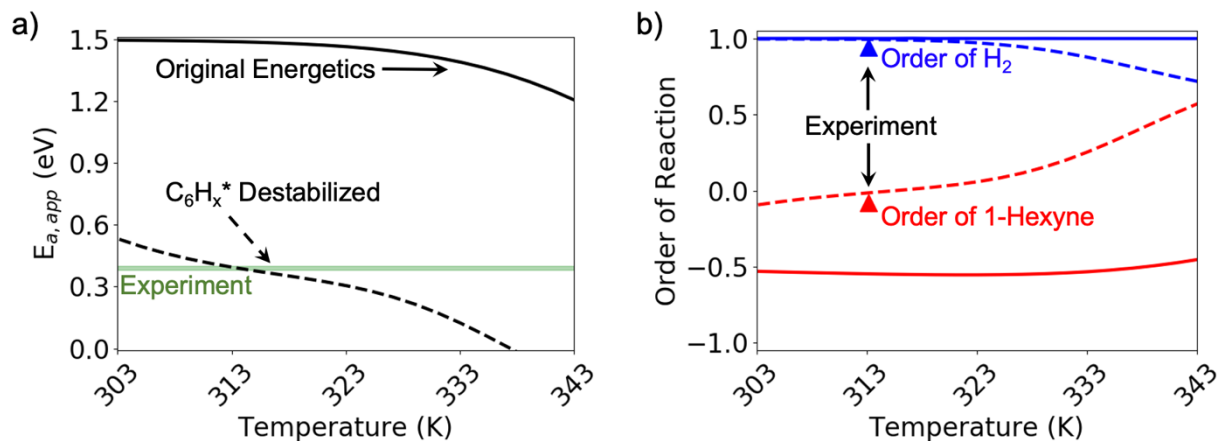 a)
1.5
1.2
0.9
0.6
0.3
0.0
E_{a, app} (eV)
Original Energetics
C₆Hₓ* Destabilized
Experiment
303
313
323
333
343
Temperature (K)
b)
1.0
0.5
0.0
−0.5
−1.0
Order of Reaction
Order of H₂
Experiment
Order of 1-Hexyne
303
313
323
333
343
Temperature (K)